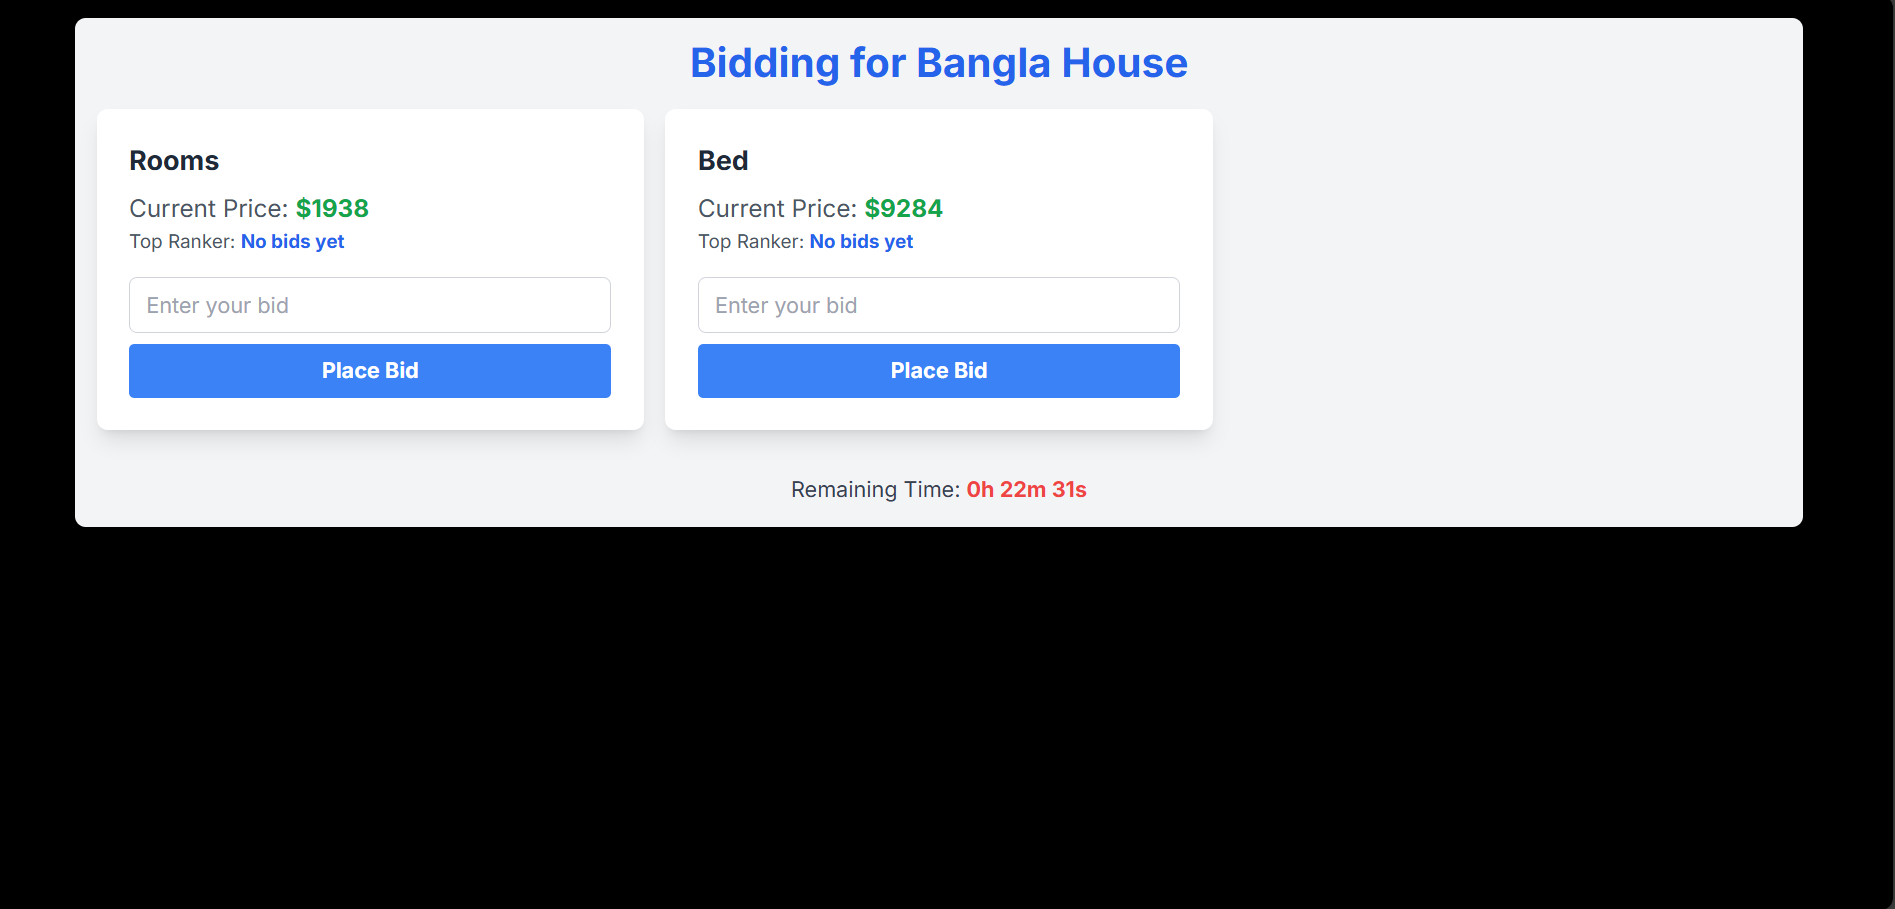 Bidding for Bangla House
Rooms
Current Price: $1938
Top Ranker: No bids yet
Enter your bid
Place Bid
Bed
Current Price: $9284
Top Ranker: No bids yet
Enter your bid
Place Bid
Remaining Time: 0h 22m 31s